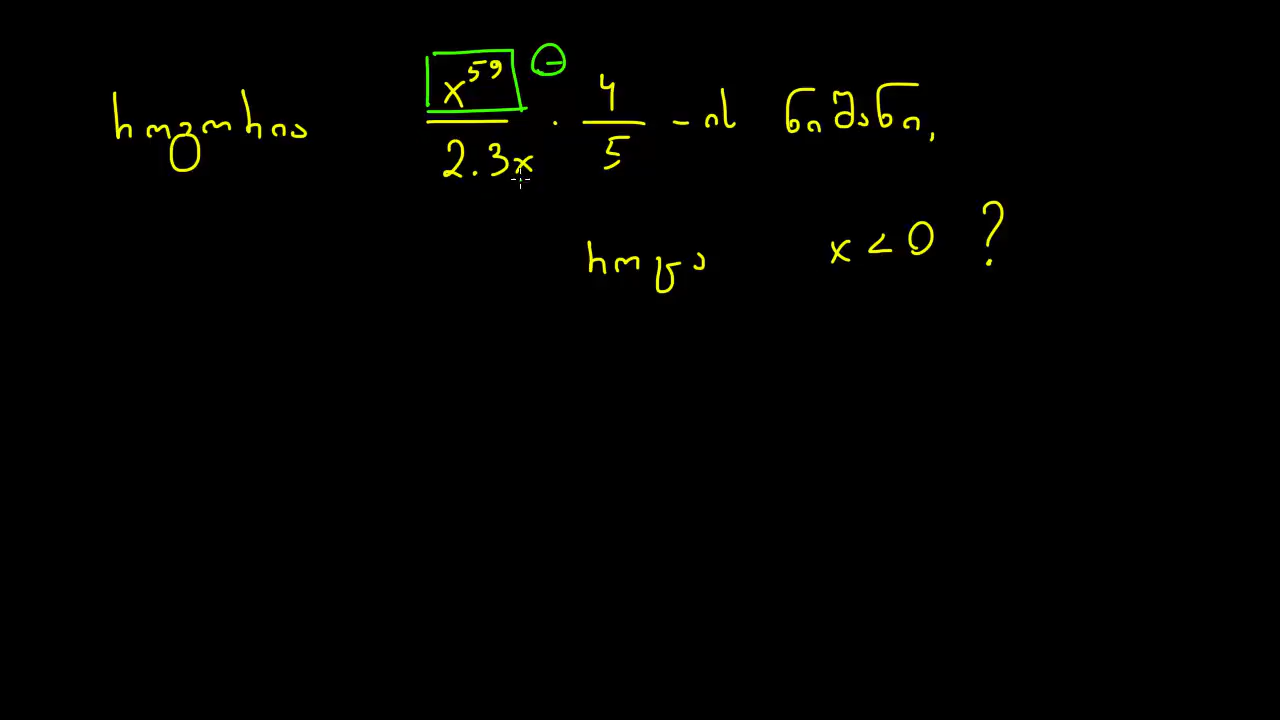 როგორია x^59/2.3x · 4/5 - ის ნიშანი,
როცა x < 0 ?